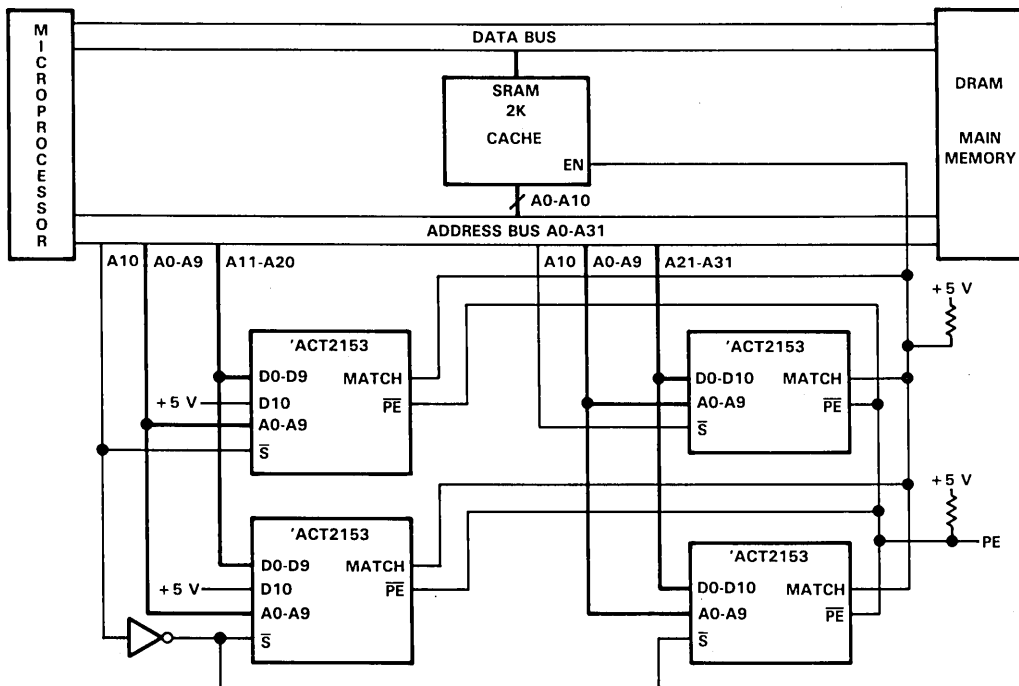 MICROPROCESSOR
DATA BUS
SRAM
2K
CACHE
EN
DRAM
MAIN
MEMORY
A0-A10
ADDRESS BUS A0-A31
A10 A0-A9 A11-A20
A10 A0-A9 A21-A31
+5 V
'ACT2153
D0-D9 MATCH
+5 V D10 PE
A0-A9
S
'ACT2153
D0-D10 MATCH
A0-A9 PE
S
+5 V
PE
'ACT2153
D0-D9 MATCH
+5 V D10 PE
A0-A9
S
'ACT2153
D0-D10 MATCH
A0-A9 PE
S